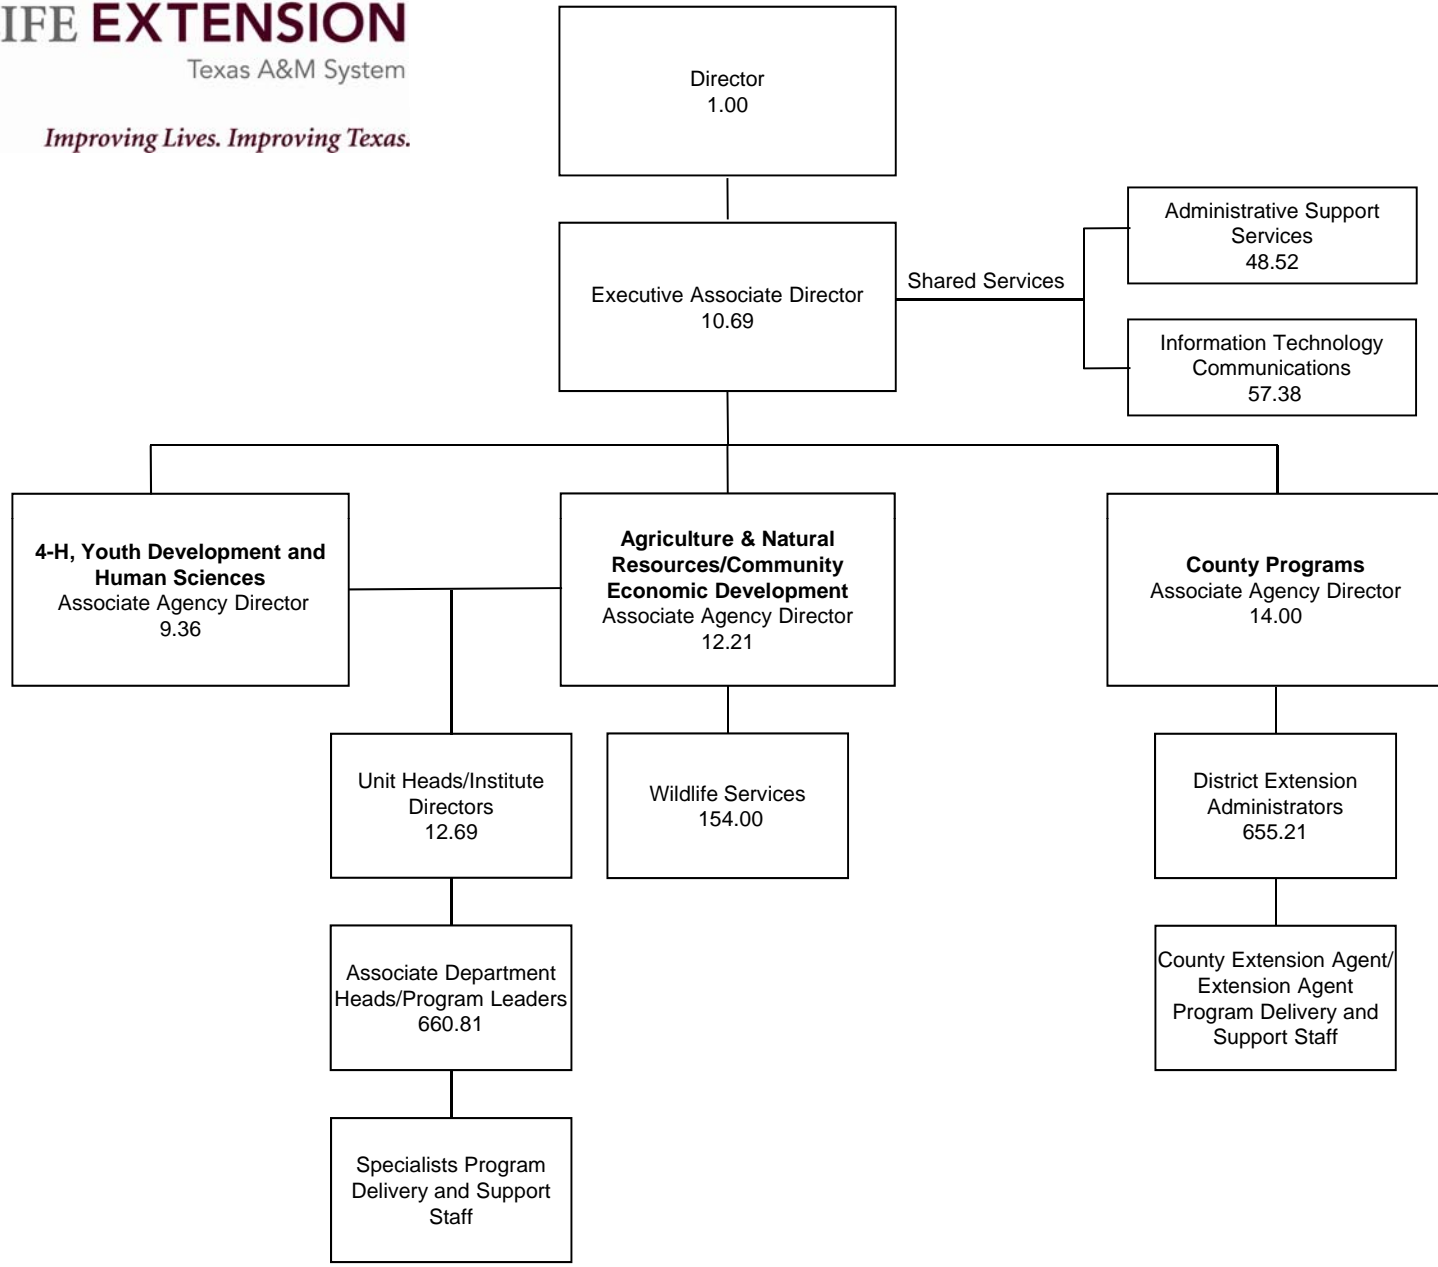 IFE EXTENSION
Texas A&M System
Improving Lives. Improving Texas.
Director
1.00
Executive Associate Director
10.69
Shared Services
Administrative Support
Services
48.52
Information Technology
Communications
57.38
4-H, Youth Development and
Human Sciences
Associate Agency Director
9.36
Agriculture & Natural
Resources/Community
Economic Development
Associate Agency Director
12.21
County Programs
Associate Agency Director
14.00
Unit Heads/Institute
Directors
12.69
Wildlife Services
154.00
District Extension
Administrators
655.21
Associate Department
Heads/Program Leaders
660.81
County Extension Agent/
Extension Agent
Program Delivery and
Support Staff
Specialists Program
Delivery and Support
Staff